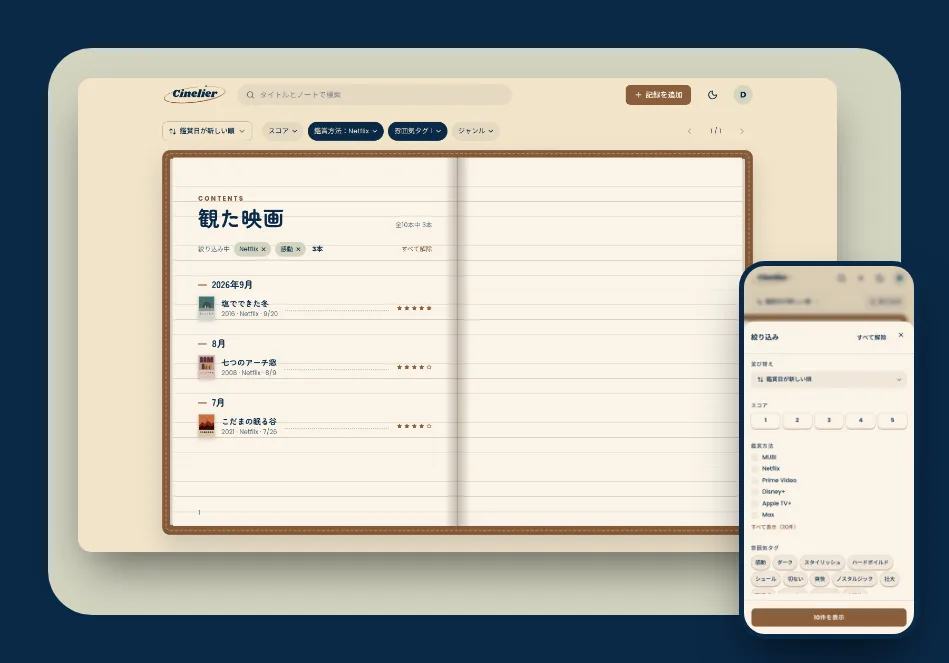 Cinelier
タイトルとノートで検索
+ 記録を追加
D
鑑賞日が新しい順
スコア
鑑賞方法：Netflix
雰囲気タグ
ジャンル
1 / 1
CONTENTS
観た映画
全10本中 3本
絞り込み中 Netflix × 感動 × 3本 すべて解除
2026年9月
塩でできた冬
2016 · Netflix · 9/20
★★★★★
8月
七つのアーチ窓
2008 · Netflix · 8/9
★★★★☆
7月
こだまの眠る谷
2021 · Netflix · 7/26
★★★★☆
1
絞り込み すべて解除 ×
並び替え
鑑賞日が新しい順
スコア
1 2 3 4 5
鑑賞方法
MUBI
Netflix
Prime Video
Disney+
Apple TV+
Max
雰囲気タグ
感動 ダーク スタイリッシュ ハードボイルド
シュール 切ない 爽快 ノスタルジック 壮大
10件を表示